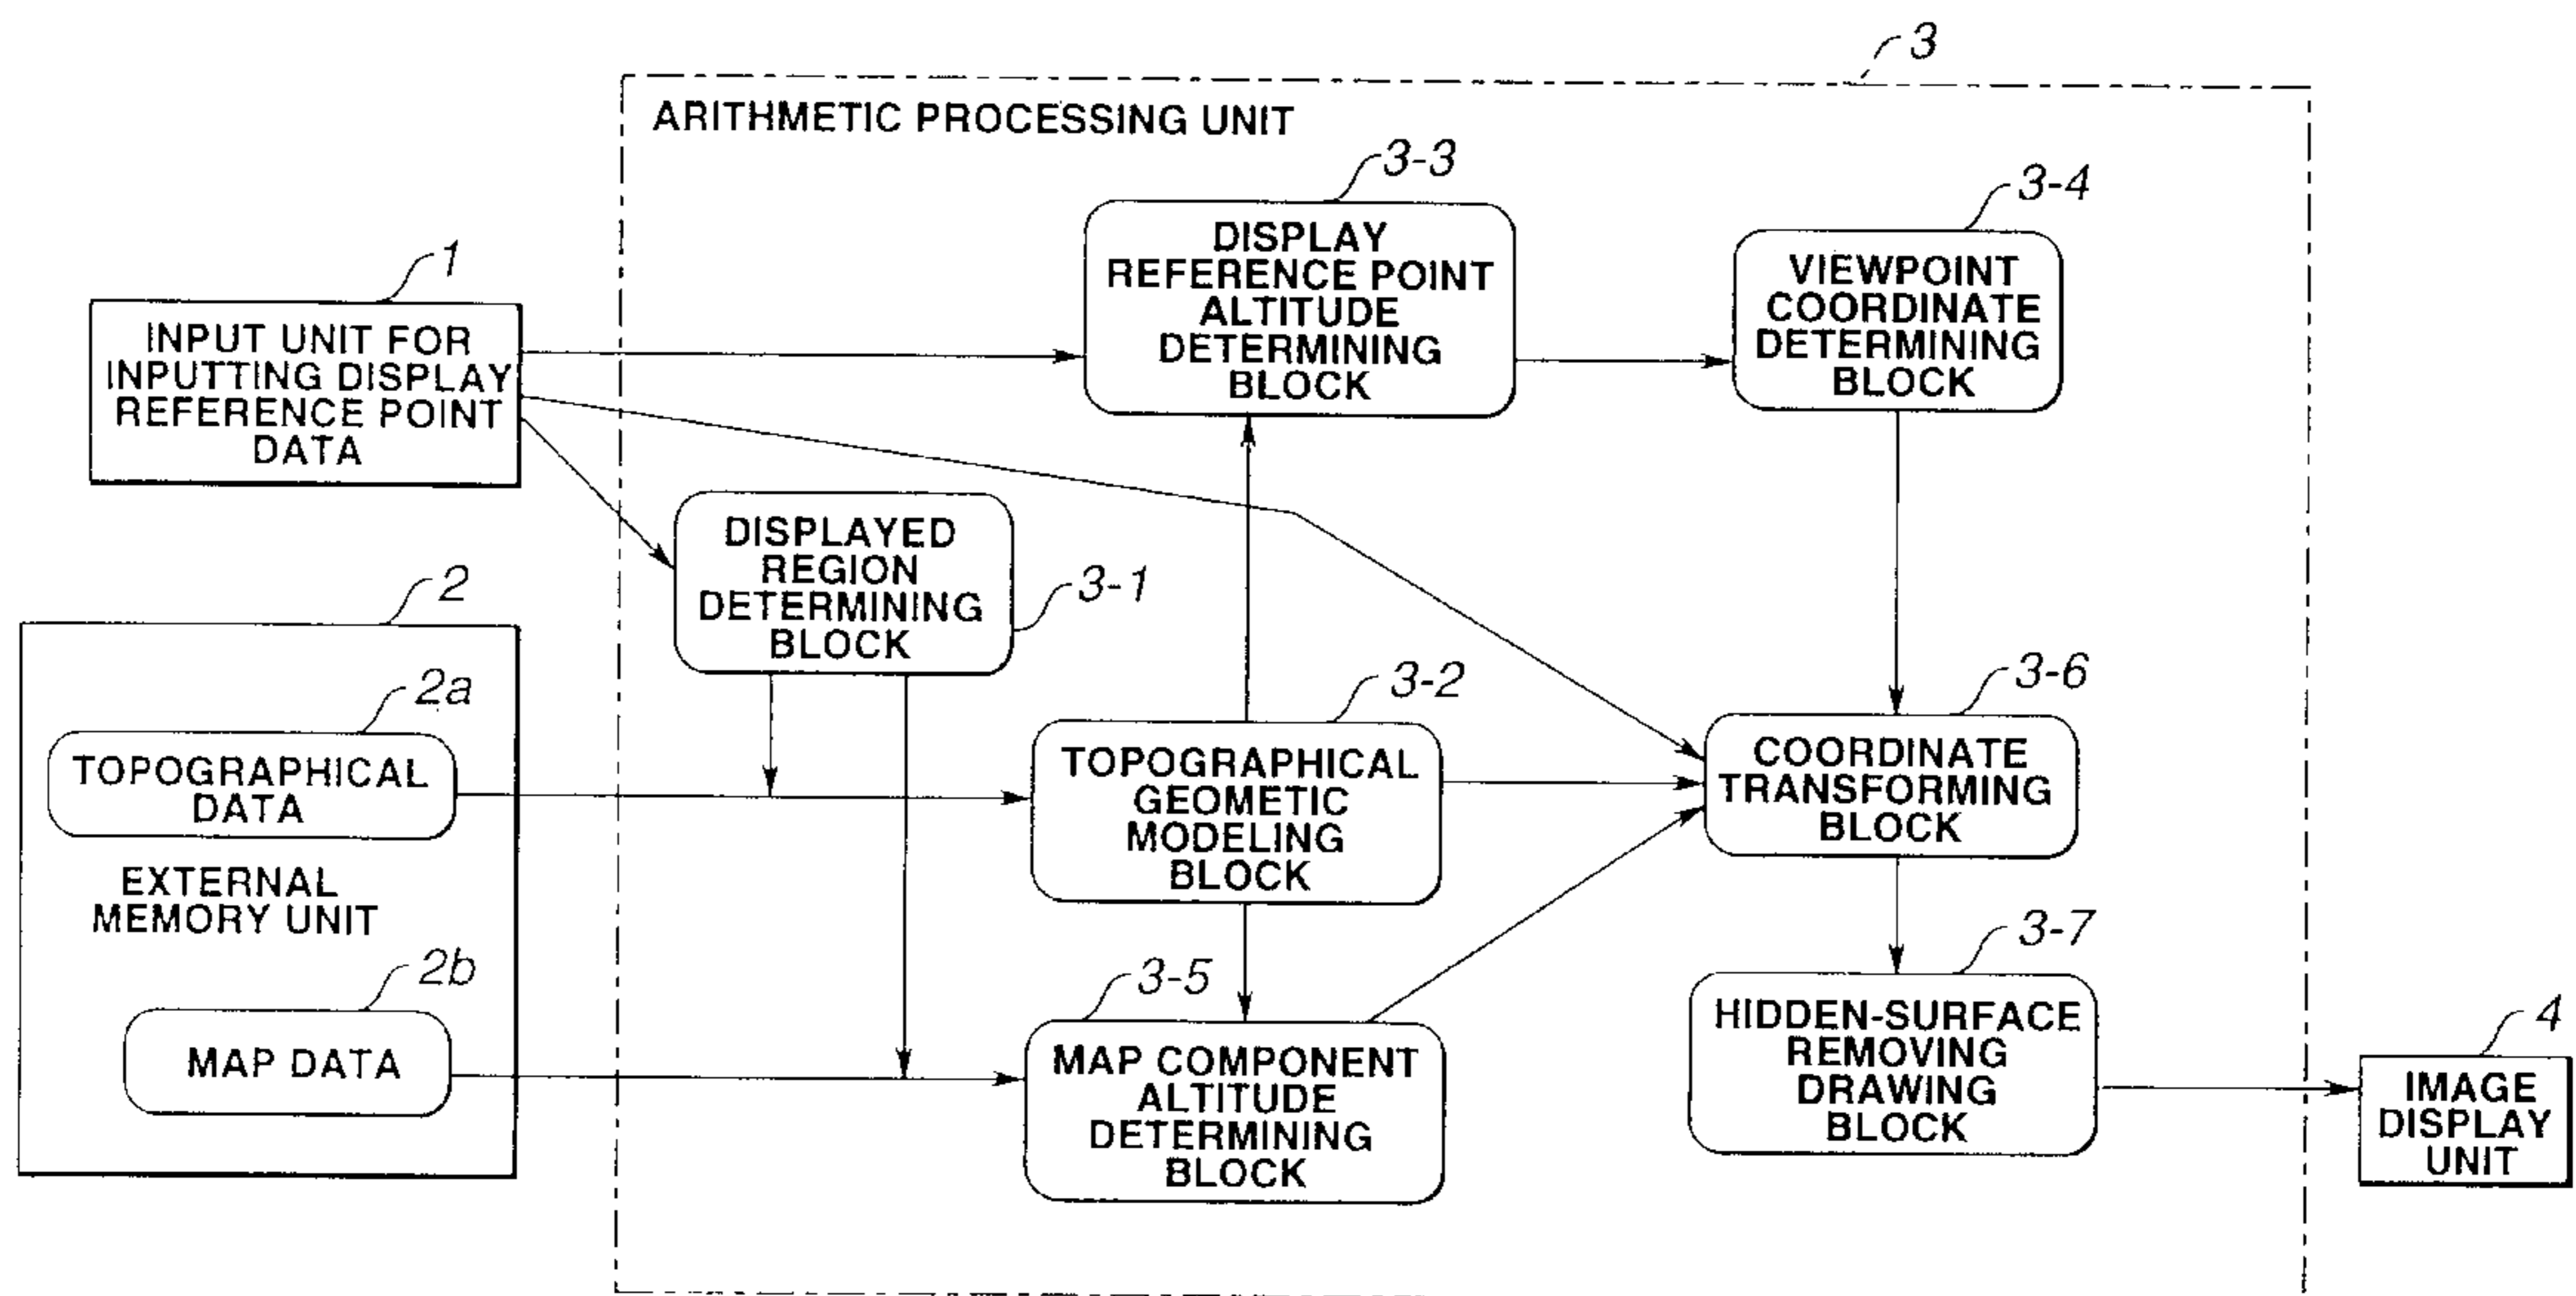 3
ARITHMETIC PROCESSING UNIT
3-3
DISPLAY
REFERENCE POINT
ALTITUDE
DETERMINING
BLOCK
3-4
VIEWPOINT
COORDINATE
DETERMINING
BLOCK
1
INPUT UNIT FOR
INPUTTING DISPLAY
REFERENCE POINT
DATA
DISPLAYED
REGION
DETERMINING
BLOCK
3-1
2
2a
TOPOGRAPHICAL
DATA
EXTERNAL
MEMORY UNIT
2b
MAP DATA
3-2
TOPOGRAPHICAL
GEOMETIC
MODELING
BLOCK
3-6
COORDINATE
TRANSFORMING
BLOCK
3-5
MAP COMPONENT
ALTITUDE
DETERMINING
BLOCK
3-7
HIDDEN-SURFACE
REMOVING
DRAWING
BLOCK
4
IMAGE
DISPLAY
UNIT